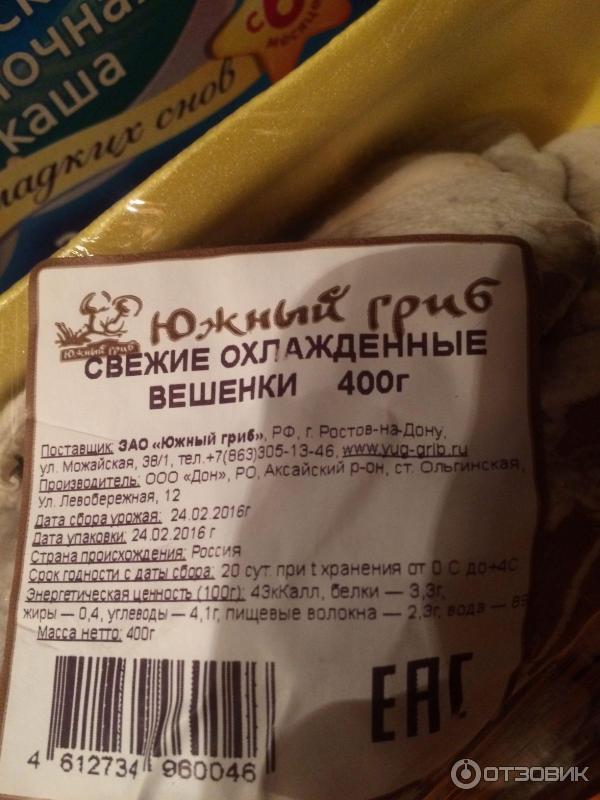 с 6
месяцев
каша
сладких снов
Южный гриб
Южный гриб
СВЕЖИЕ ОХЛАЖДЕННЫЕ
ВЕШЕНКИ 400г
Поставщик: ЗАО «Южный гриб», РФ, г. Ростов-на-Дону,
ул. Можайская, 38/1, тел.+7(863)305-13-46, www.yug-grib.ru
Производитель: ООО «Дон», РО, Аксайский р-он, ст. Ольгинская,
Ул. Левобережная, 12
Дата сбора урожая: 24.02.2016г
Дата упаковки: 24.02.2016 г
Страна происхождения: Россия
Срок годности с даты сбора: 20 сут. при t хранения от 0 С до+4С
Энергетическая ценность (100г): 43кКалл, белки — 3,3г,
жиры — 0,4, углеводы — 4,1г, пищевые волокна — 2,3г, вода — 89
Масса нетто: 400г
4 612734 960046
ЕАС
ОТЗОВИК